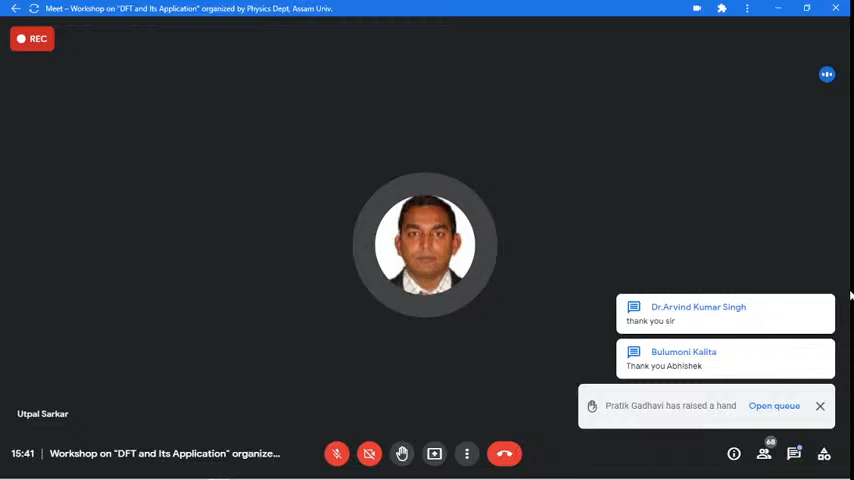 Meet – Workshop on "DFT and Its Application" organized by Physics Dept, Assam Univ.
REC
Dr.Arvind Kumar Singh
thank you sir
Bulumoni Kalita
Thank you Abhishek
Pratik Gadhavi has raised a hand Open queue
Utpal Sarkar
15:41 Workshop on "DFT and Its Application" organize...
68